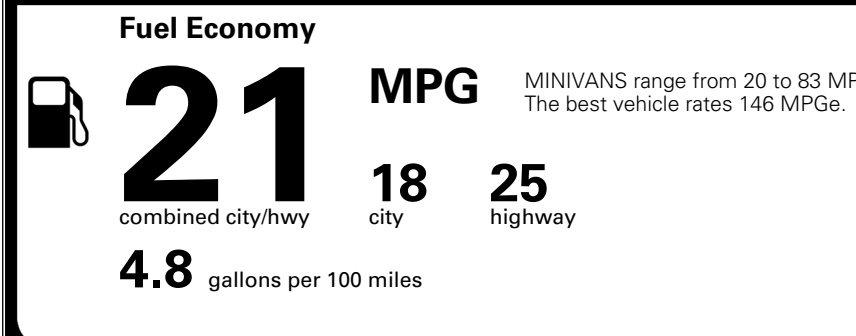 Fuel Economy
21 MPG
MINIVANS range from 20 to 83
The best vehicle rates 146 MPGe.
18 25
combined city/hwy city highway
4.8 gallons per 100 miles